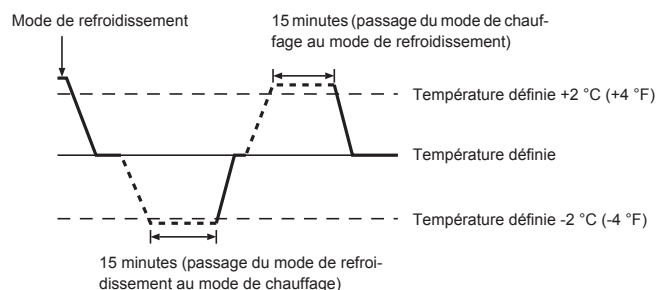 Mode de refroidissement
15 minutes (passage du mode de chauf-
fage au mode de refroidissement)
Température définie +2 °C (+4 °F)
Température définie
Température définie -2 °C (-4 °F)
15 minutes (passage du mode de refroi-
dissement au mode de chauffage)